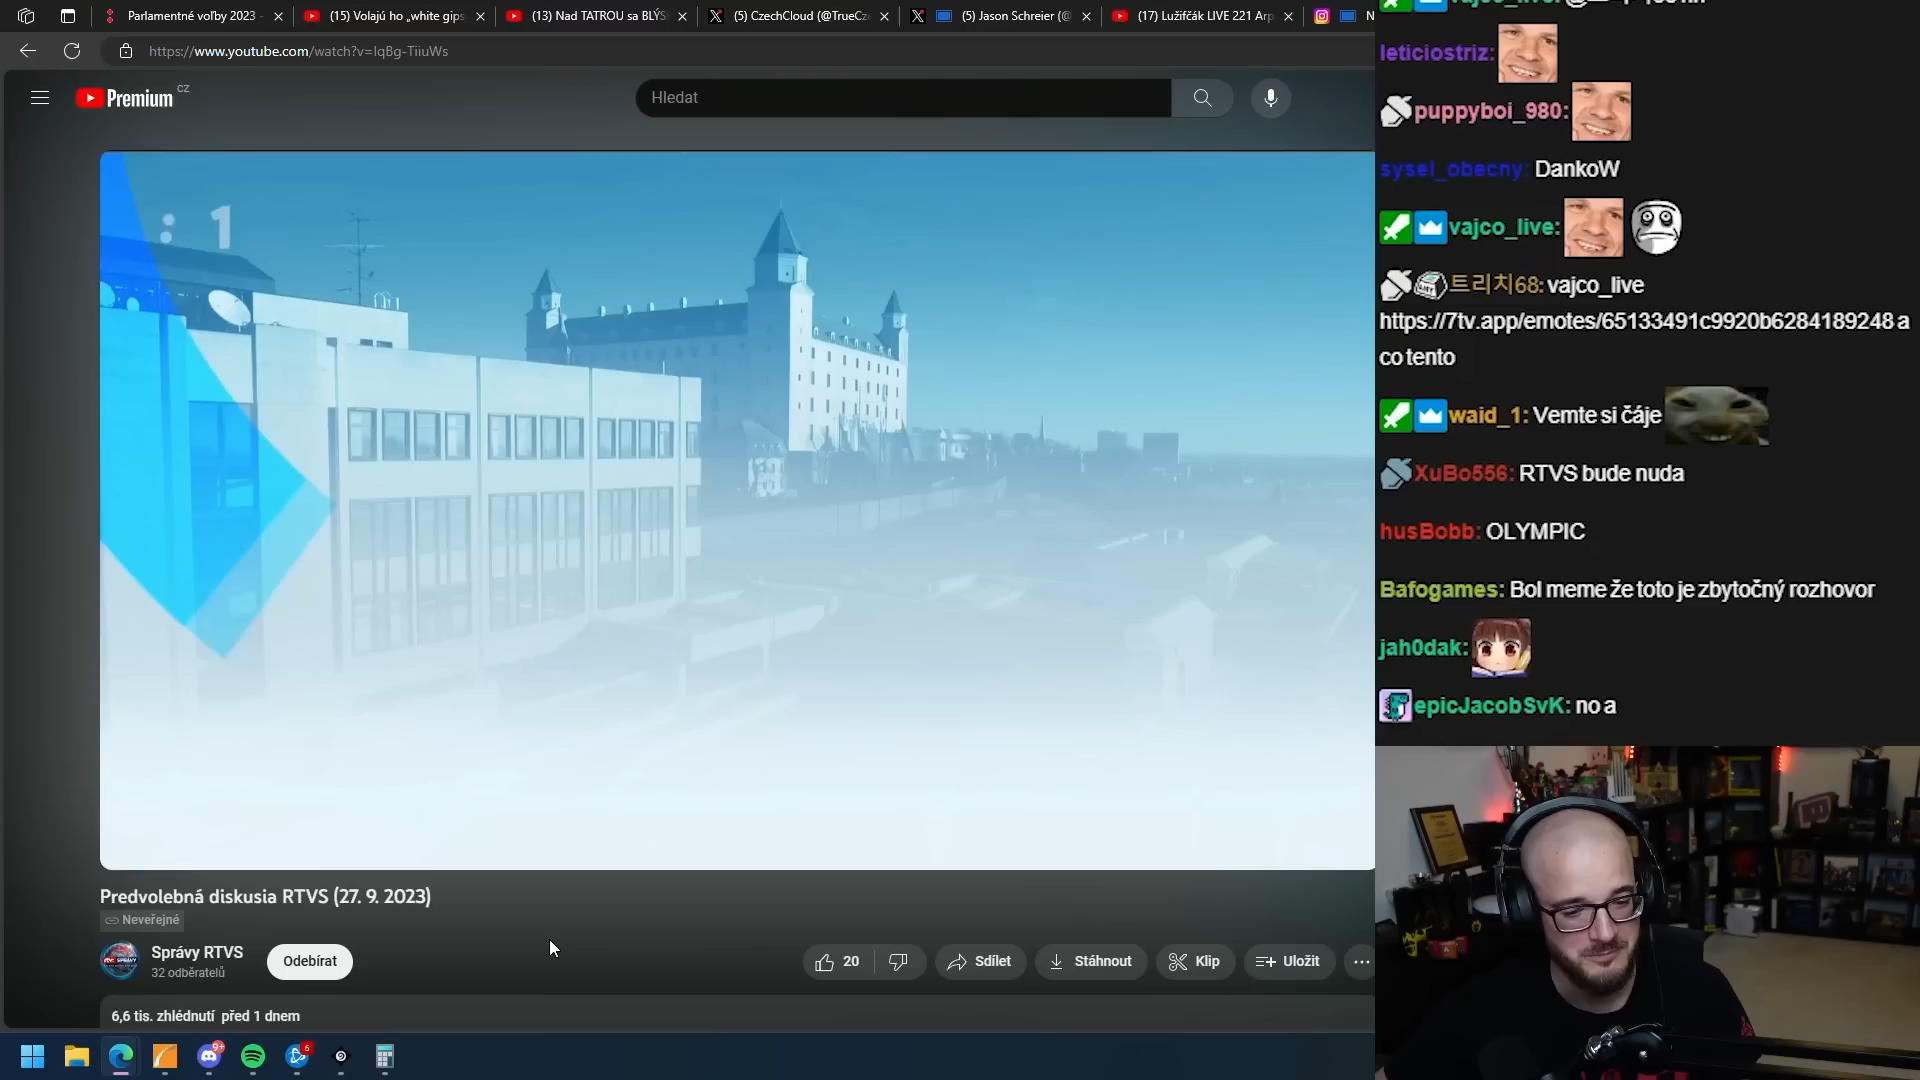 Parlamentné voľby 2023 -
(15) Volajú ho „white gips
(13) Nad TATROU sa BLÝS
(5) CzechCloud (@TrueCz
(5) Jason Schreier (@
(17) Lužifčák LIVE 221 Arp
N
https://www.youtube.com/watch?v=IqBg-TiiuWs
Premium CZ
Hledat
: 1
Predvolebná diskusia RTVS (27. 9. 2023)
Neveřejné
Správy RTVS
32 odběratelů
Odebírat
20
Sdílet
Stáhnout
Klip
Uložit
6,6 tis. zhlédnutí před 1 dnem
9+
6
leticiostriz:
puppyboi_980:
sysel_obecny: DankoW
vajco_live:
트리치68: vajco_live
https://7tv.app/emotes/65133491c9920b6284189248 a
co tento
waid_1: Vemte si čáje
XuBo556: RTVS bude nuda
husBobb: OLYMPIC
Bafogames: Bol meme že toto je zbytočný rozhovor
jah0dak:
epicJacobSvK: no a